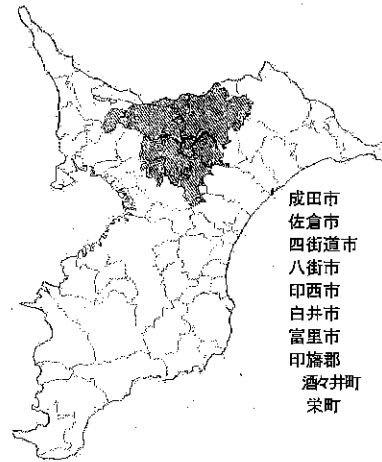 成田市
佐倉市
四街道市
八街市
印西市
白井市
富里市
印旛郡
酒々井町
栄町